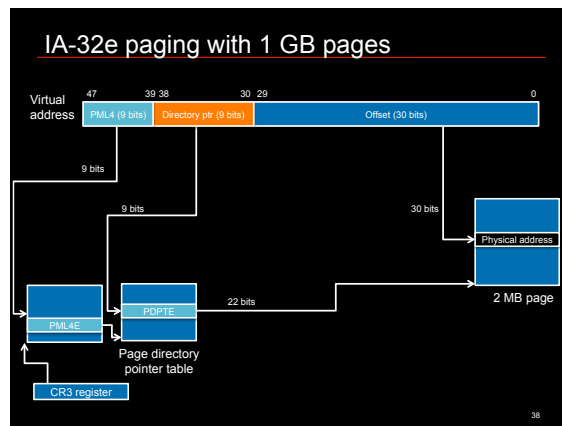 IA-32e paging with 1 GB pages
47 39 38 30 29 0
Virtual
address
PML4 (9 bits) Directory ptr (9 bits) Offset (30 bits)
9 bits
9 bits 30 bits
Physical address
22 bits
2 MB page
PDPTE
PML4E
Page directory
pointer table
CR3 register
38